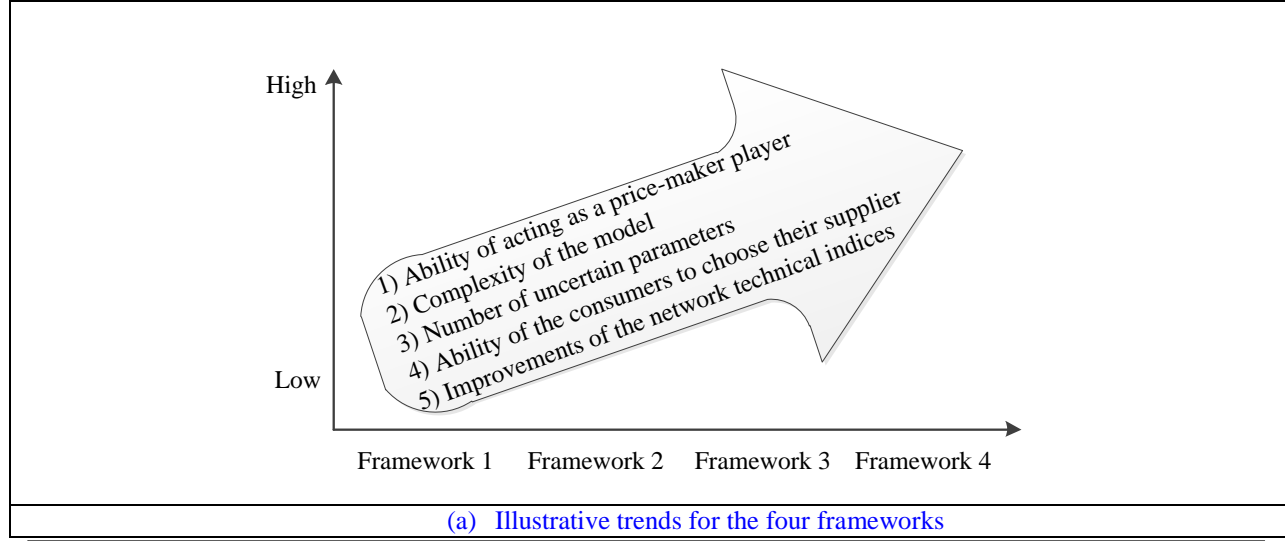 High
1) Ability of acting as a price-maker player
2) Complexity of the model
3) Number of uncertain parameters
4) Ability of the consumers to choose their supplier
5) Improvements of the network technical indices
Low
Framework 1 Framework 2 Framework 3 Framework 4
(a) Illustrative trends for the four frameworks